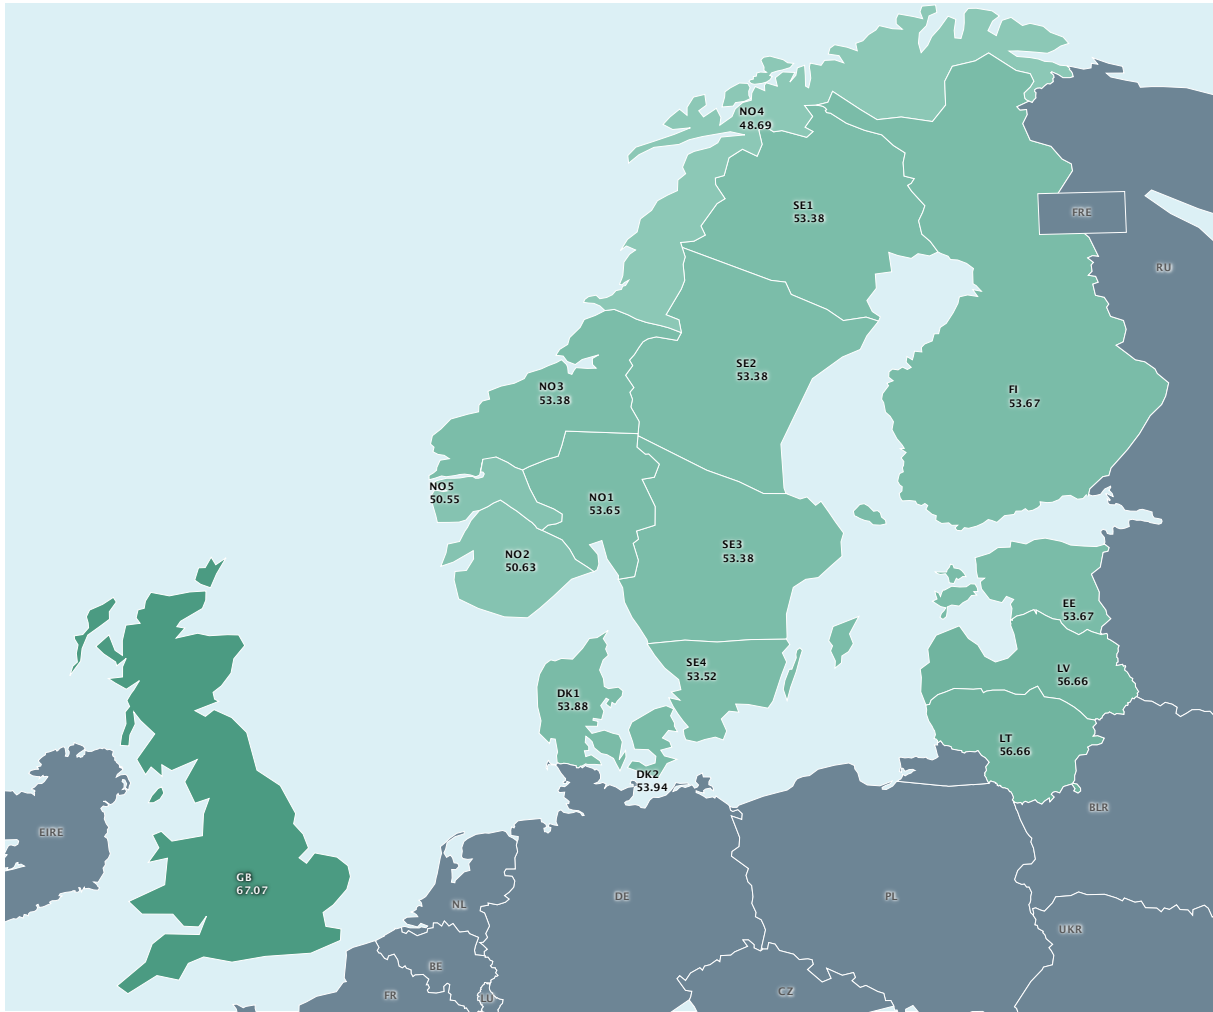 NO4
48.69
SE1
53.38
FRE
RU
SE2
53.38
NO3
53.38
FI
53.67
NO5
50.55
NO1
53.65
SE3
53.38
NO2
50.63
EE
53.67
SE4
53.52
LV
56.66
DK1
53.88
LT
56.66
DK2
53.94
BLR
EIRE
GB
67.07
NL
DE
PL
UKR
BE
FR
LU
CZ